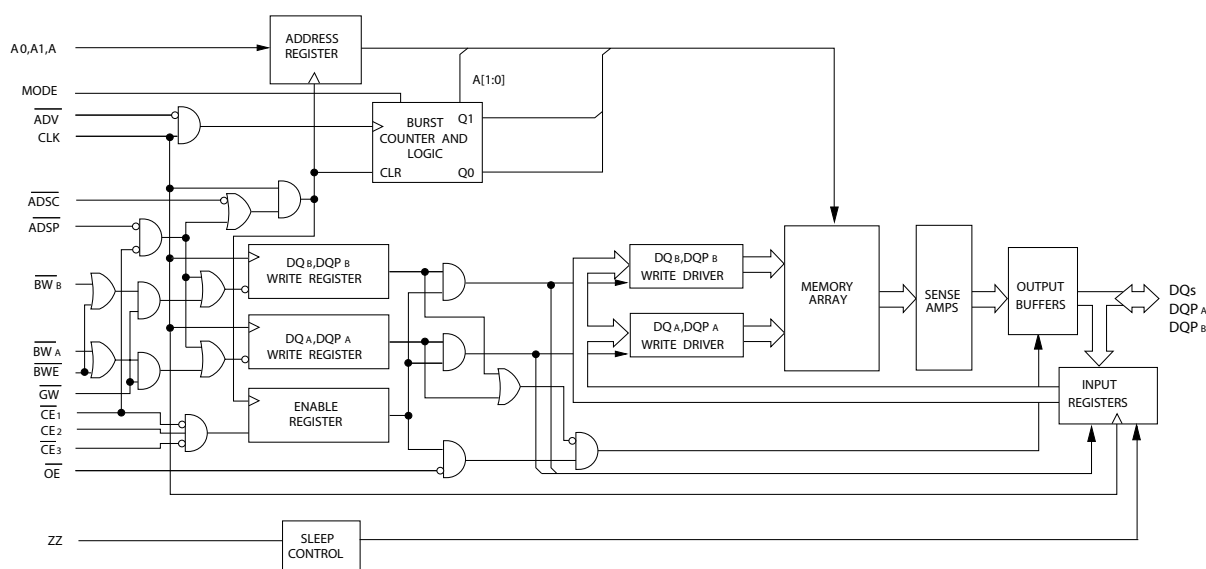 A0,A1,A
ADDRESS
REGISTER
MODE
A[1:0]
ADV
CLK
BURST
COUNTER AND
LOGIC
Q1
CLR
Q0
ADSC
ADSP
DQ B,DQP B
WRITE REGISTER
DQ B,DQP B
WRITE DRIVER
MEMORY
ARRAY
SENSE
AMPS
OUTPUT
BUFFERS
DQs
DQP A
DQP B
BW B
DQ A,DQP A
WRITE REGISTER
DQ A,DQP A
WRITE DRIVER
BW A
BWE
GW
CE1
CE2
CE3
ENABLE
REGISTER
INPUT
REGISTERS
OE
ZZ
SLEEP
CONTROL